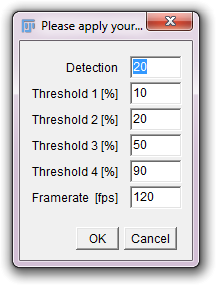 Please apply your...
Detection 20
Threshold 1 [%] 10
Threshold 2 [%] 20
Threshold 3 [%] 50
Threshold 4 [%] 90
Framerate [fps] 120
OK Cancel